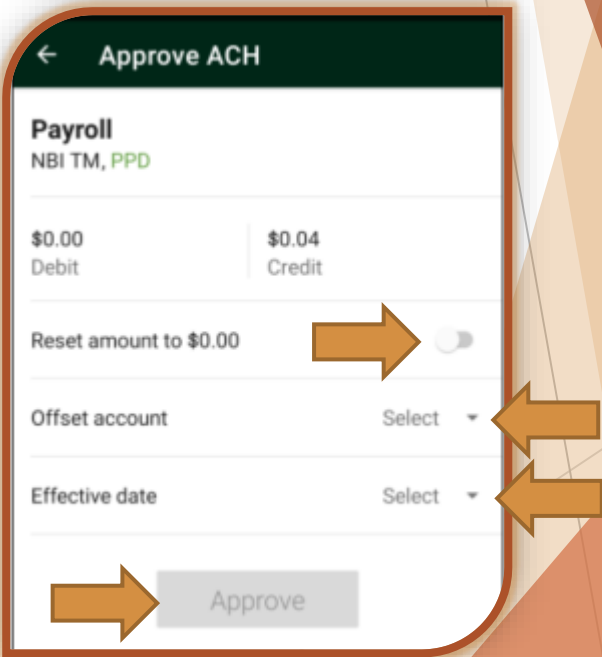 Approve ACH
Payroll
NBI TM, PPD
$0.00 $0.04
Debit Credit
Reset amount to $0.00
Offset account Select
Effective date Select
Approve